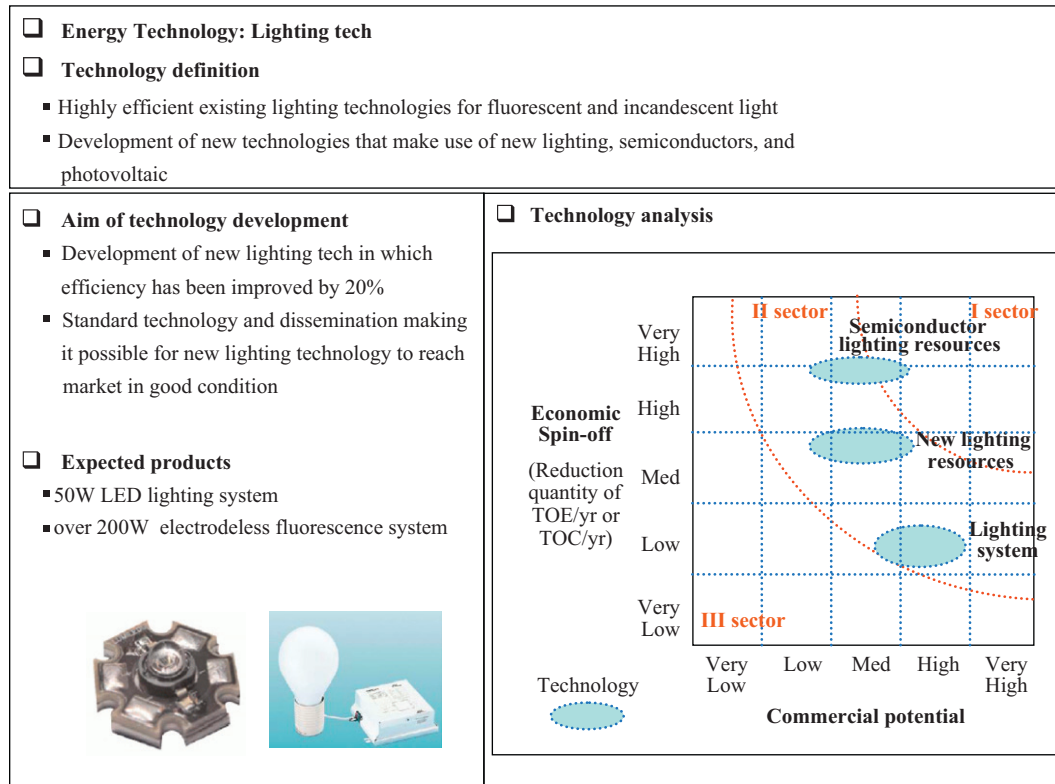 Energy Technology: Lighting tech
Technology definition
Highly efficient existing lighting technologies for fluorescent and incandescent light
Development of new technologies that make use of new lighting, semiconductors, and
photovoltaic
Aim of technology development
Development of new lighting tech in which
efficiency has been improved by 20%
Standard technology and dissemination making
it possible for new lighting technology to reach
market in good condition
Expected products
50W LED lighting system
over 200W electrodeless fluorescence system
Technology analysis
II sector
I sector
Semiconductor
lighting resources
Very
High
High
Economic
Spin-off
(Reduction
quantity of
TOE/yr or
TOC/yr)
New lighting
resources
Med
Low
Lighting
system
Very
Low
III sector
Very
Low
Low
Med
High
Very
High
Technology
Commercial potential